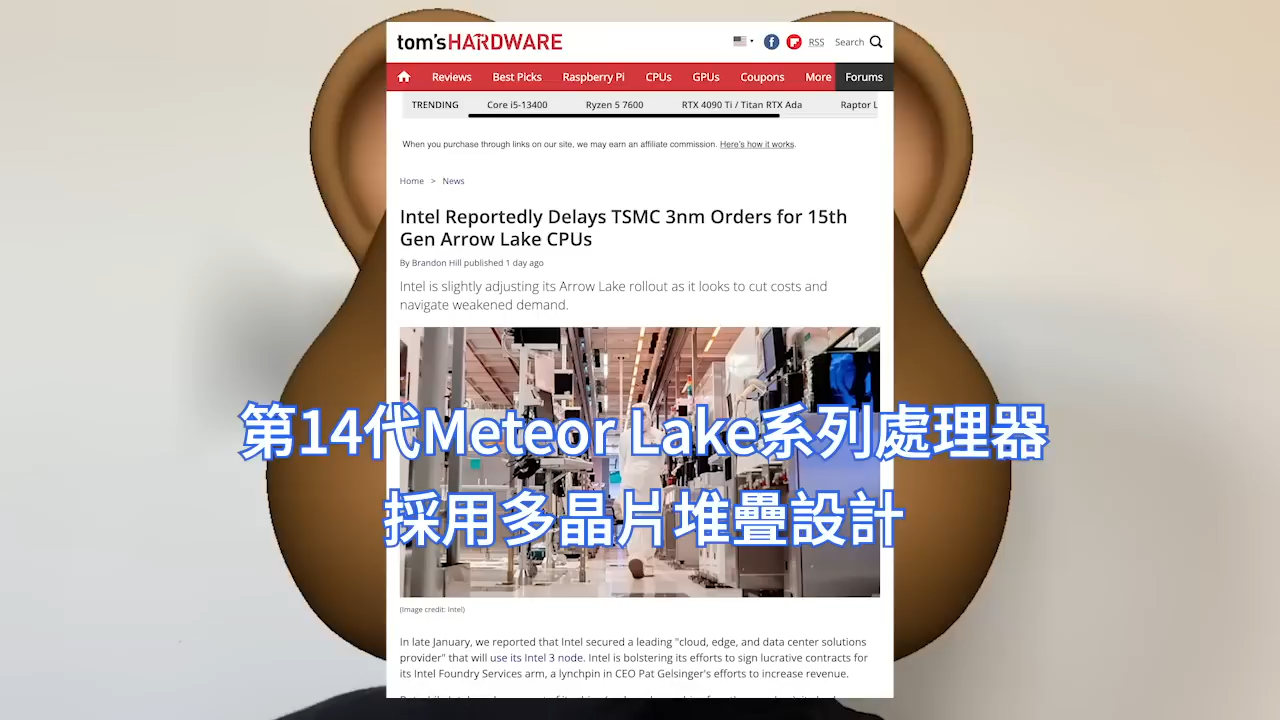 tom'sHARDWARE
RSS Search
Reviews Best Picks Raspberry Pi CPUs GPUs Coupons More Forums
TRENDING Core i5-13400 Ryzen 5 7600 RTX 4090 Ti / Titan RTX Ada Raptor L
When you purchase through links on our site, we may earn an affiliate commission. Here's how it works.
Home > News
Intel Reportedly Delays TSMC 3nm Orders for 15th
Gen Arrow Lake CPUs
By Brandon Hill published 1 day ago
Intel is slightly adjusting its Arrow Lake rollout as it looks to cut costs and
navigate weakened demand.
第14代Meteor Lake系列處理器
採用多晶片堆疊設計
(Image credit: Intel)
In late January, we reported that Intel secured a leading "cloud, edge, and data center solutions
provider" that will use its Intel 3 node. Intel is bolstering its efforts to sign lucrative contracts for
its Intel Foundry Services arm, a lynchpin in CEO Pat Gelsinger's efforts to increase revenue.